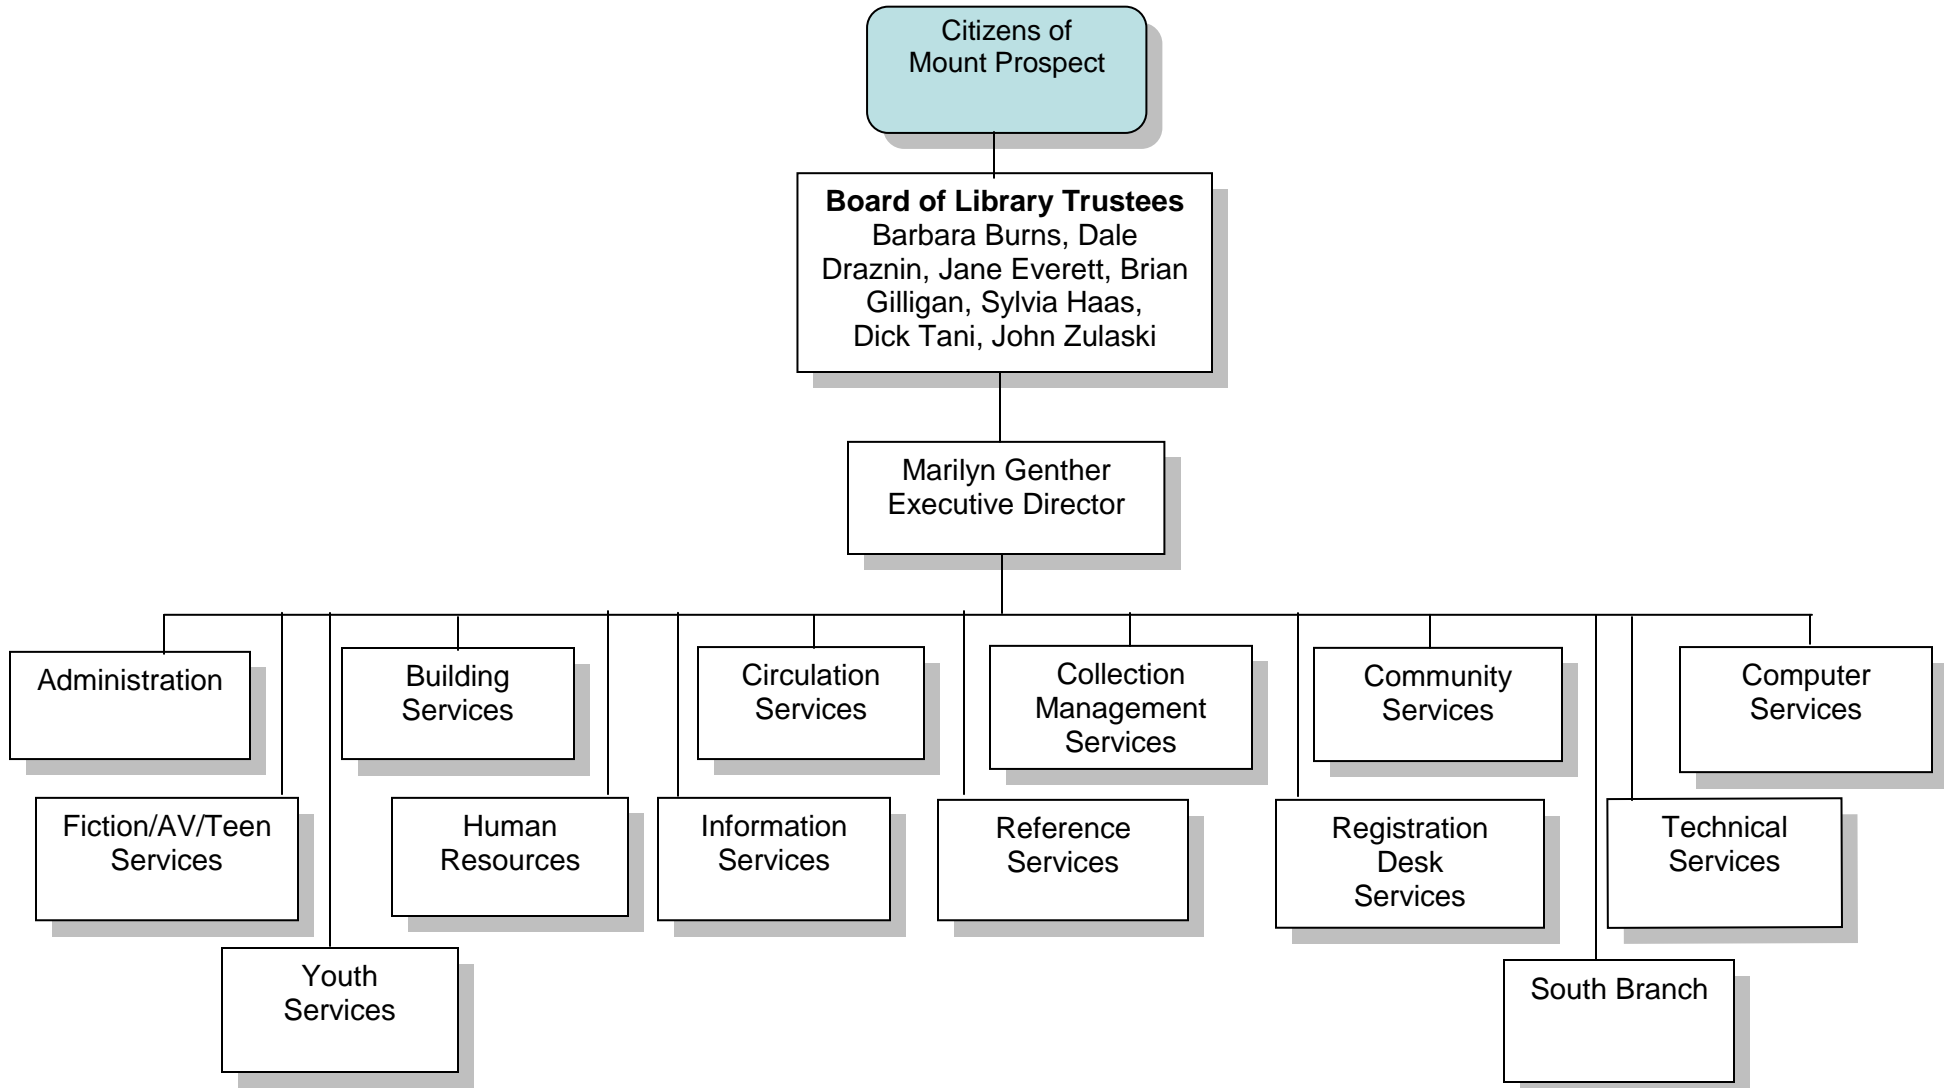 Citizens of
Mount Prospect
Board of Library Trustees
Barbara Burns, Dale
Draznin, Jane Everett, Brian
Gilligan, Sylvia Haas,
Dick Tani, John Zulaski
Marilyn Genther
Executive Director
Administration
Building
Services
Circulation
Services
Collection
Management
Services
Community
Services
Computer
Services
Fiction/AV/Teen
Services
Human
Resources
Information
Services
Reference
Services
Registration
Desk
Services
Technical
Services
Youth
Services
South Branch